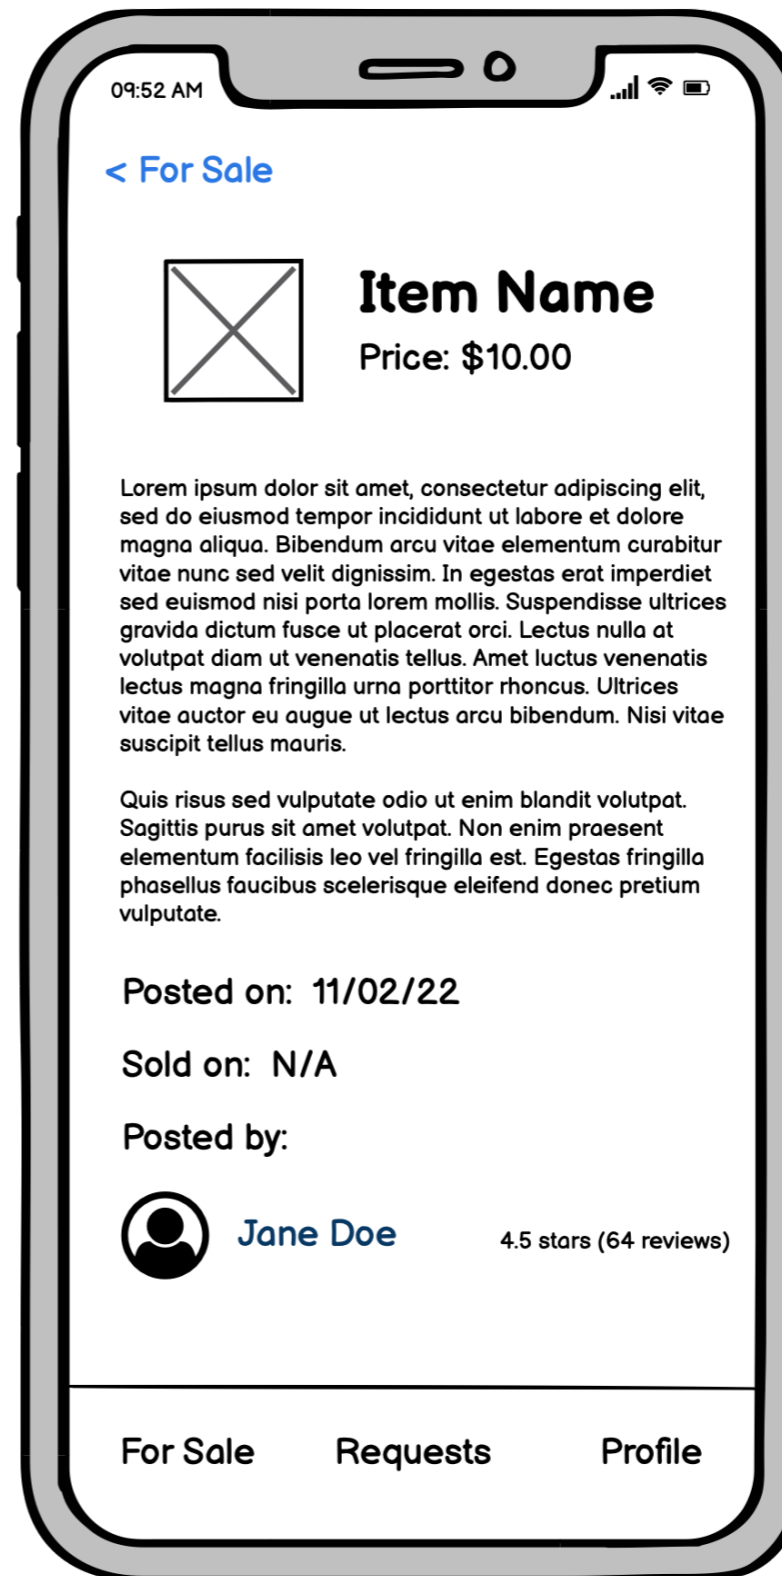 09:52 AM
< For Sale
Item Name
Price: $10.00
Lorem ipsum dolor sit amet, consectetur adipiscing elit,
sed do eiusmod tempor incididunt ut labore et dolore
magna aliqua. Bibendum arcu vitae elementum curabitur
vitae nunc sed velit dignissim. In egestas erat imperdiet
sed euismod nisi porta lorem mollis. Suspendisse ultrices
gravida dictum fusce ut placerat orci. Lectus nulla at
volutpat diam ut venenatis tellus. Amet luctus venenatis
lectus magna fringilla urna porttitor rhoncus. Ultrices
vitae auctor eu augue ut lectus arcu bibendum. Nisi vitae
suscipit tellus mauris.
Quis risus sed vulputate odio ut enim blandit volutpat.
Sagittis purus sit amet volutpat. Non enim praesent
elementum facilisis leo vel fringilla est. Egestas fringilla
phasellus faucibus scelerisque eleifend donec pretium
vulputate.
Posted on: 11/02/22
Sold on: N/A
Posted by:
Jane Doe 4.5 stars (64 reviews)
For Sale Requests Profile